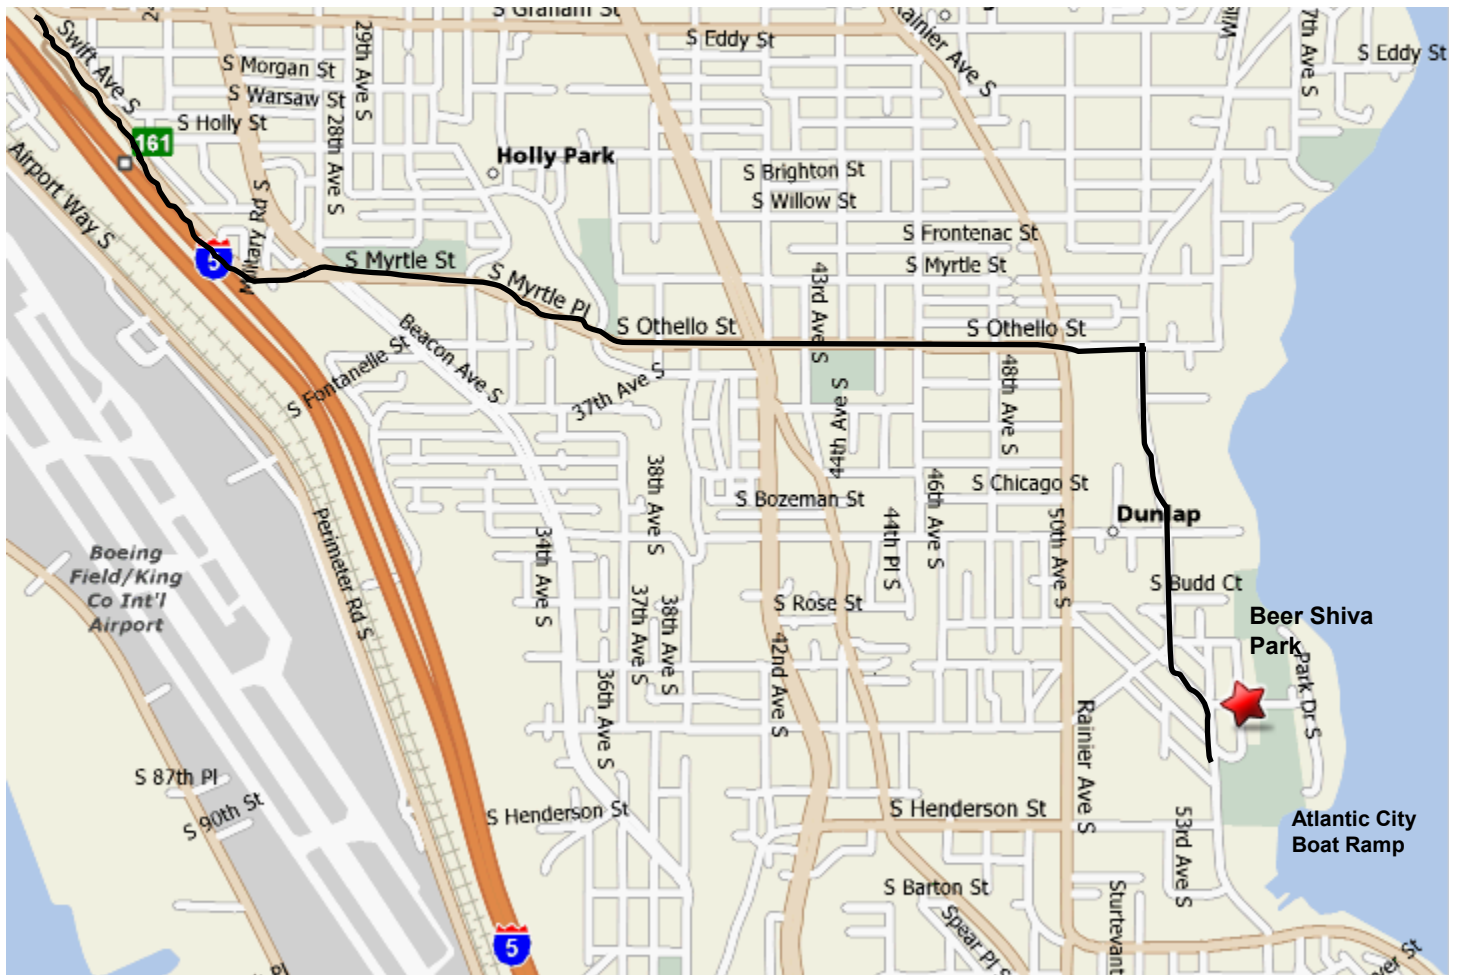 S Graham St
24
29th Ave S
Swift Ave S
S Eddy St
Rainier Ave S
7th Ave S
S Eddy St
S Morgan St
S Warsaw St
S Holly St
28th Ave S
161
Holly Park
Airport Way S
S Brighton St
S Willow St
Military Rd S
S Frontenac St
5
S Myrtle St
S Myrtle Pl
S Myrtle St
43rd Ave S
S Othello St
S Othello St
Beacon Ave S
S Fontanelle St
37th Ave S
44th Ave S
48th Ave S
38th Ave S
S Chicago St
46th Ave S
S Bozeman St
Dunlap
Perimeter Rd S
34th Ave S
44th Pl S
50th Ave S
Boeing
Field/King
Co Int'l
Airport
S Budd Ct
37th Ave S
38th Ave S
S Rose St
Beer Shiva
Park
42nd Ave S
36th Ave S
Park Dr S
Rainier Ave S
S 87th Pl
S 90th St
S Henderson St
S Henderson St
53rd Ave S
Atlantic City
Boat Ramp
S Barton St
Sturtevant
Spear Pl S
5
Pl
er St